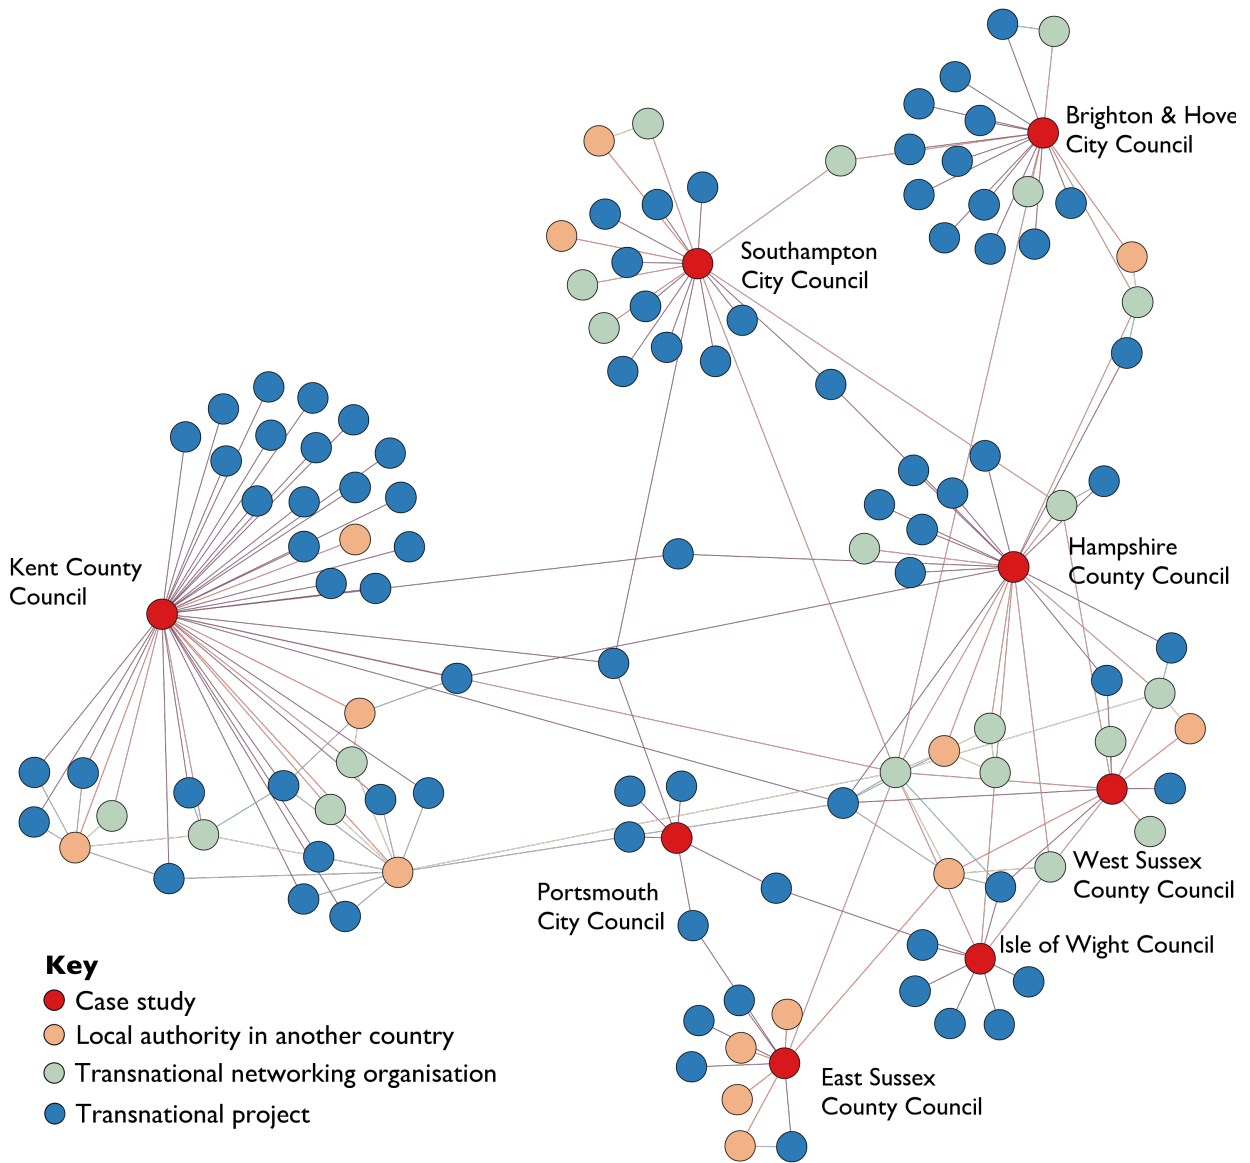 Brighton & Hove
City Council
Southampton
City Council
Kent County
Council
Hampshire
County Council
West Sussex
County Council
Portsmouth
City Council
Isle of Wight Council
East Sussex
County Council
Key
Case study
Local authority in another country
Transnational networking organisation
Transnational project